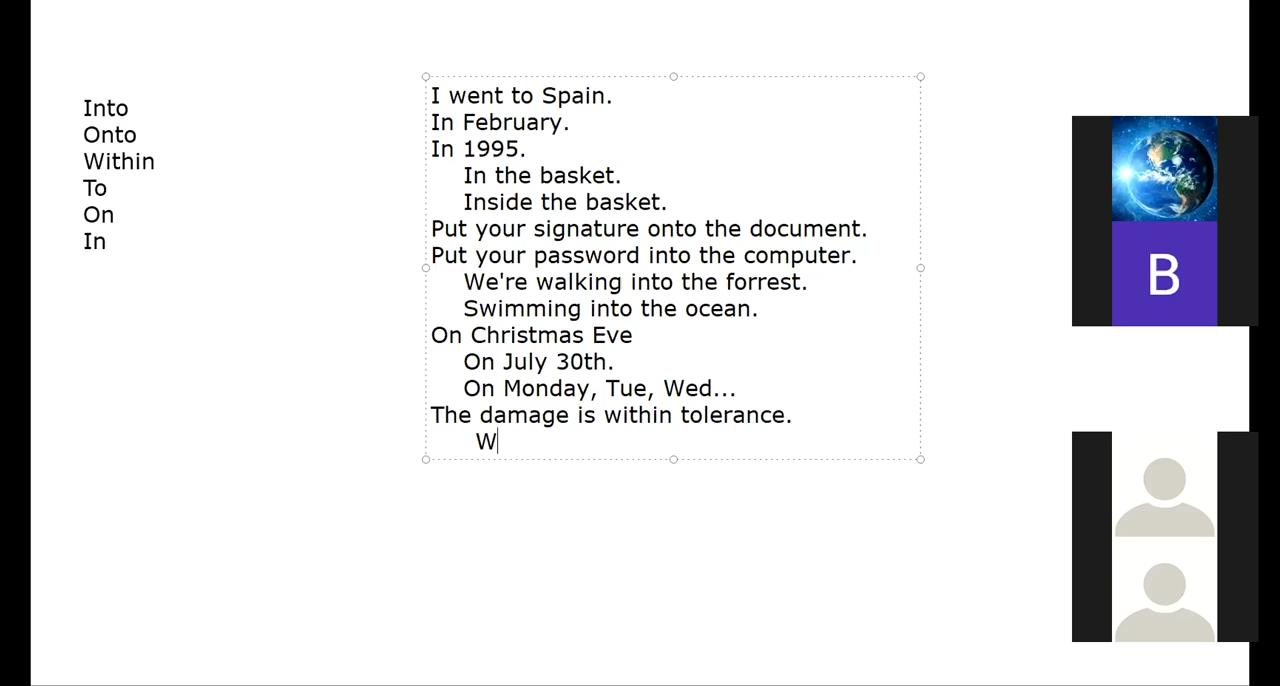 Into
Onto
Within
To
On
In
I went to Spain.
In February.
In 1995.
In the basket.
Inside the basket.
Put your signature onto the document.
Put your password into the computer.
We're walking into the forrest.
Swimming into the ocean.
On Christmas Eve
On July 30th.
On Monday, Tue, Wed...
The damage is within tolerance.
W
B